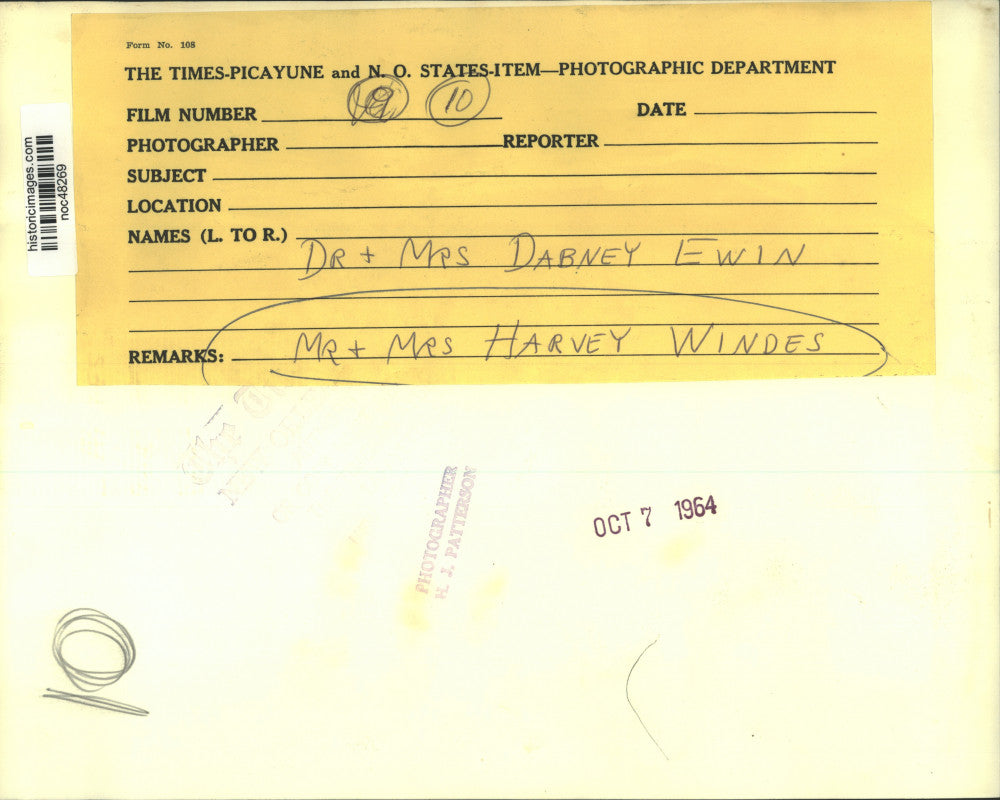 Form No. 108
THE TIMES-PICAYUNE and N. O. STATES-ITEM—PHOTOGRAPHIC DEPARTMENT
FILM NUMBER 9 10 DATE
PHOTOGRAPHER REPORTER
SUBJECT
LOCATION
NAMES (L. TO R.)
DR + MRS DABNEY EWIN
REMARKS: MR + MRS HARVEY WINDES
historicimages.com
noc48269
The
PHOTOGRAPHER
H. J. PATTERSON
OCT 7 1964
10